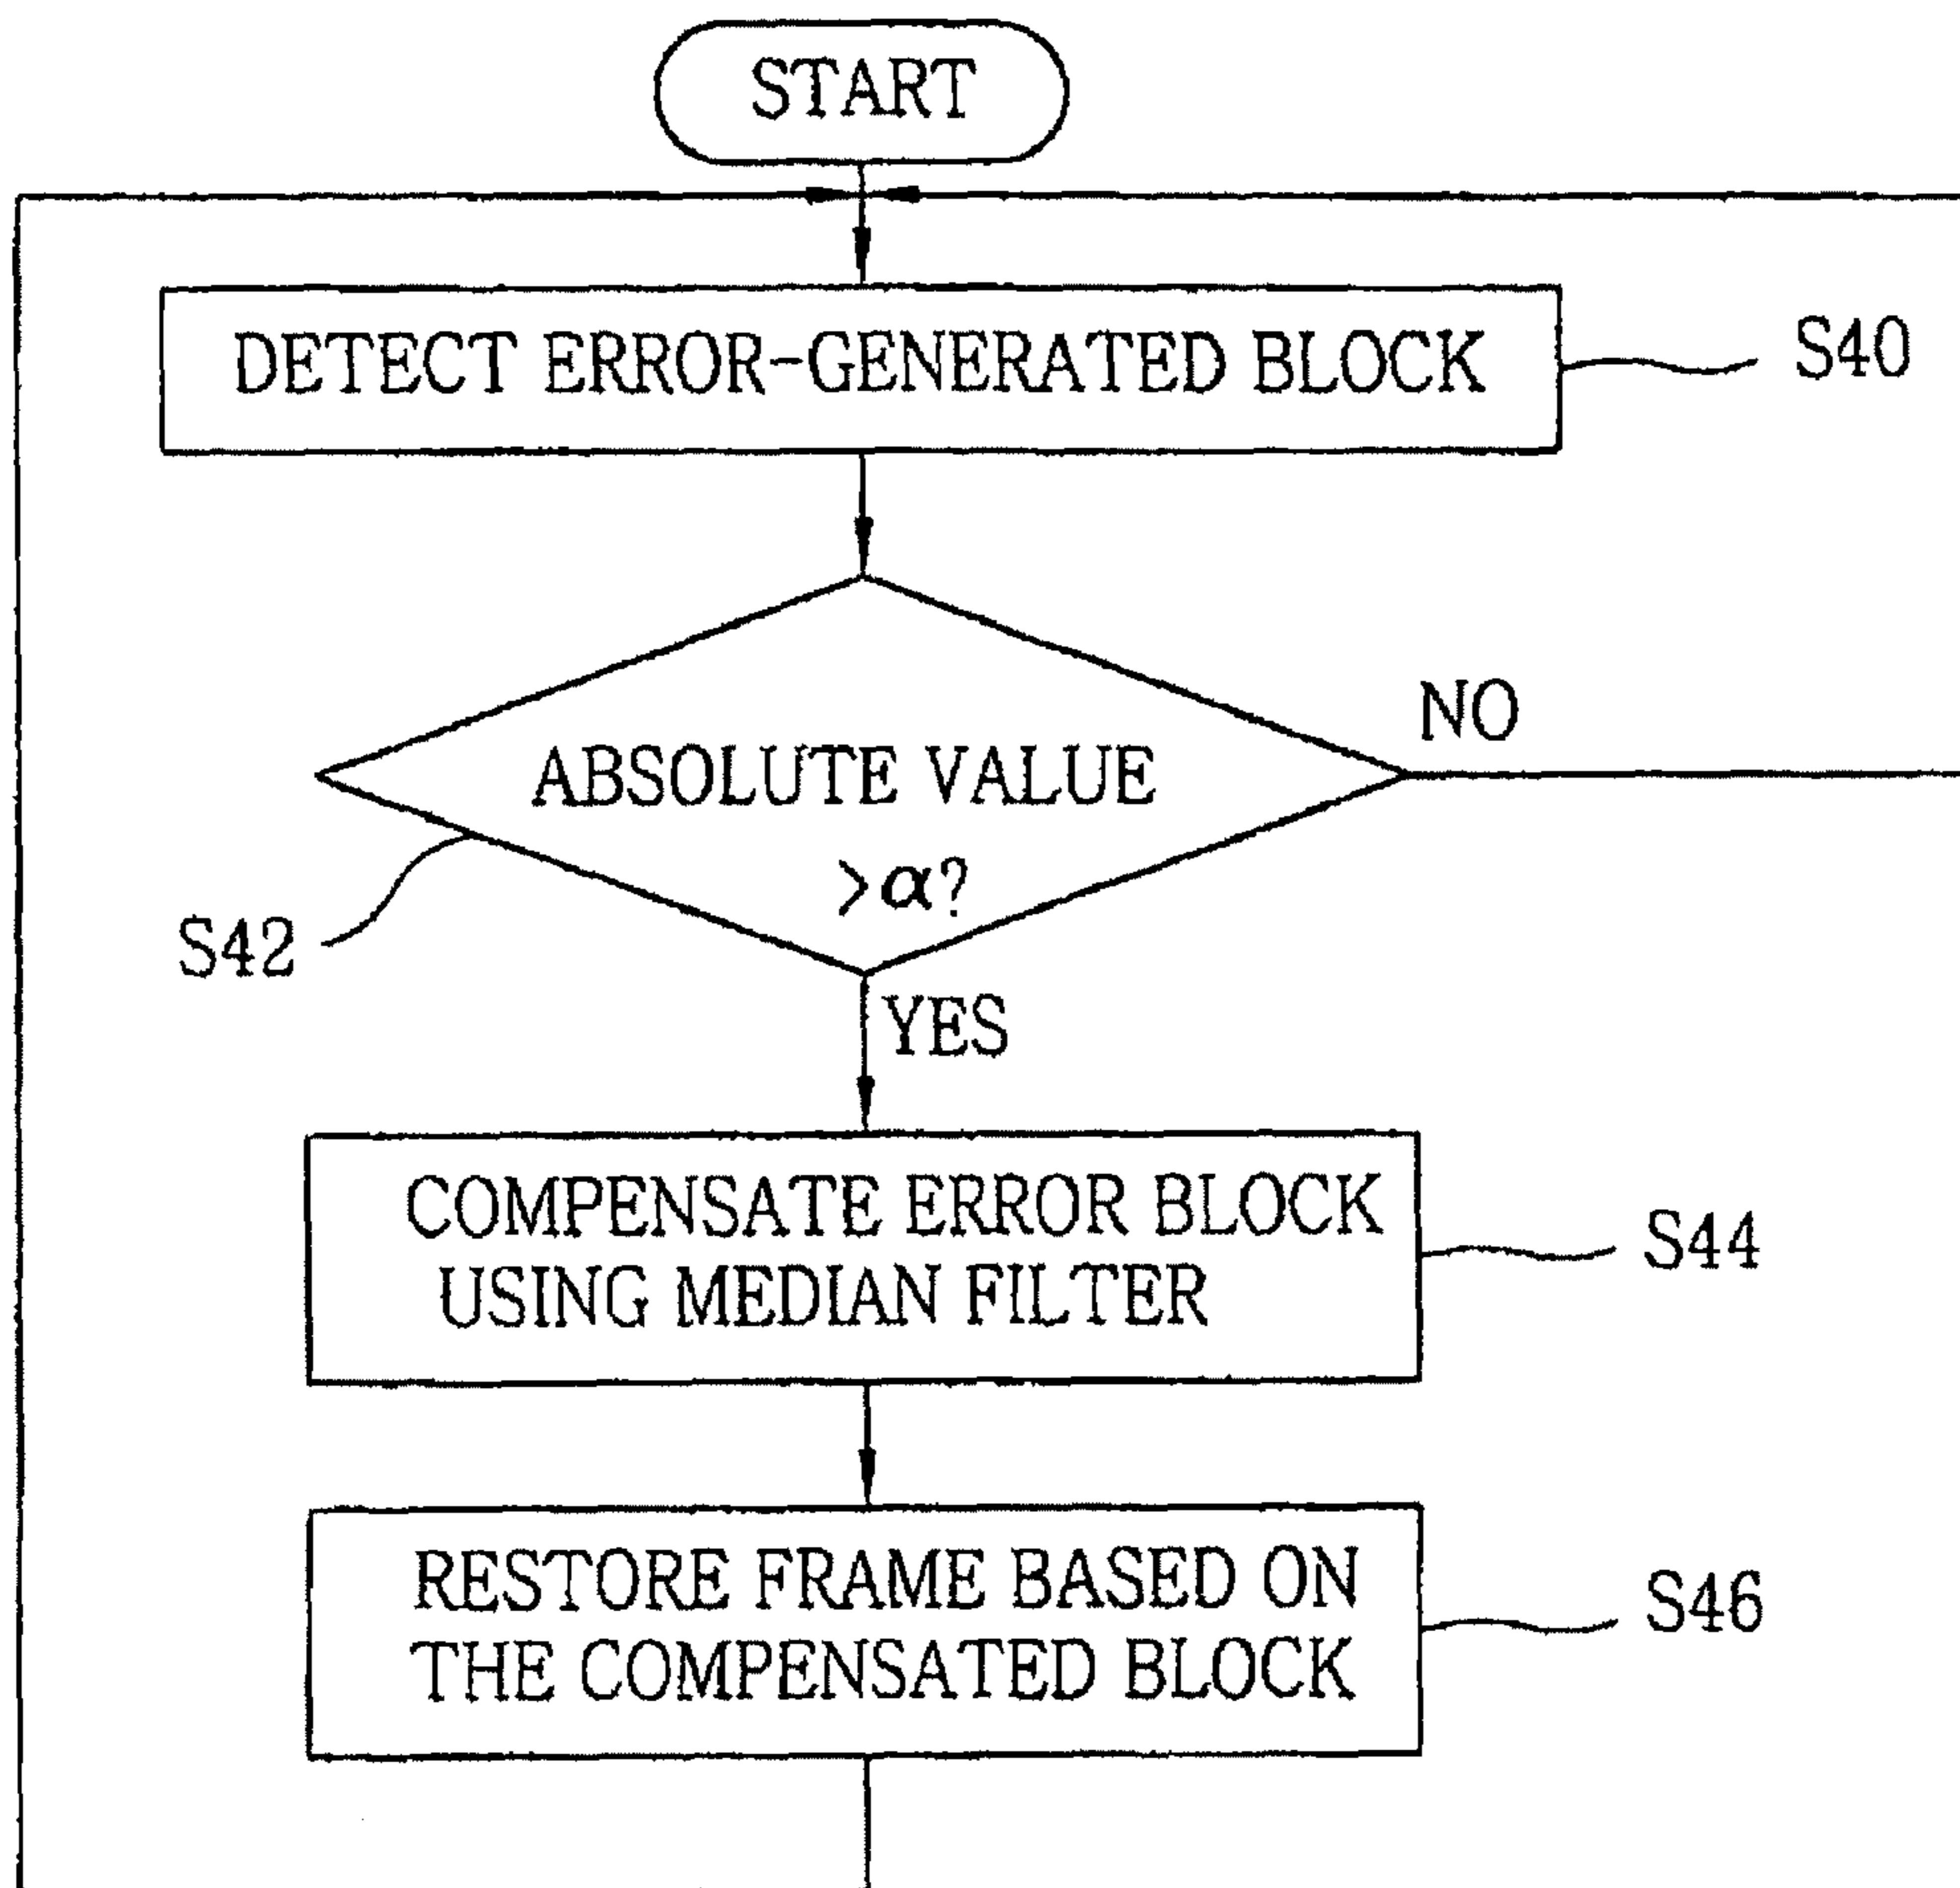 START
DETECT ERROR-GENERATED BLOCK
S40
NO
ABSOLUTE VALUE
>α?
S42
YES
COMPENSATE ERROR BLOCK
USING MEDIAN FILTER
S44
RESTORE FRAME BASED ON
THE COMPENSATED BLOCK
S46